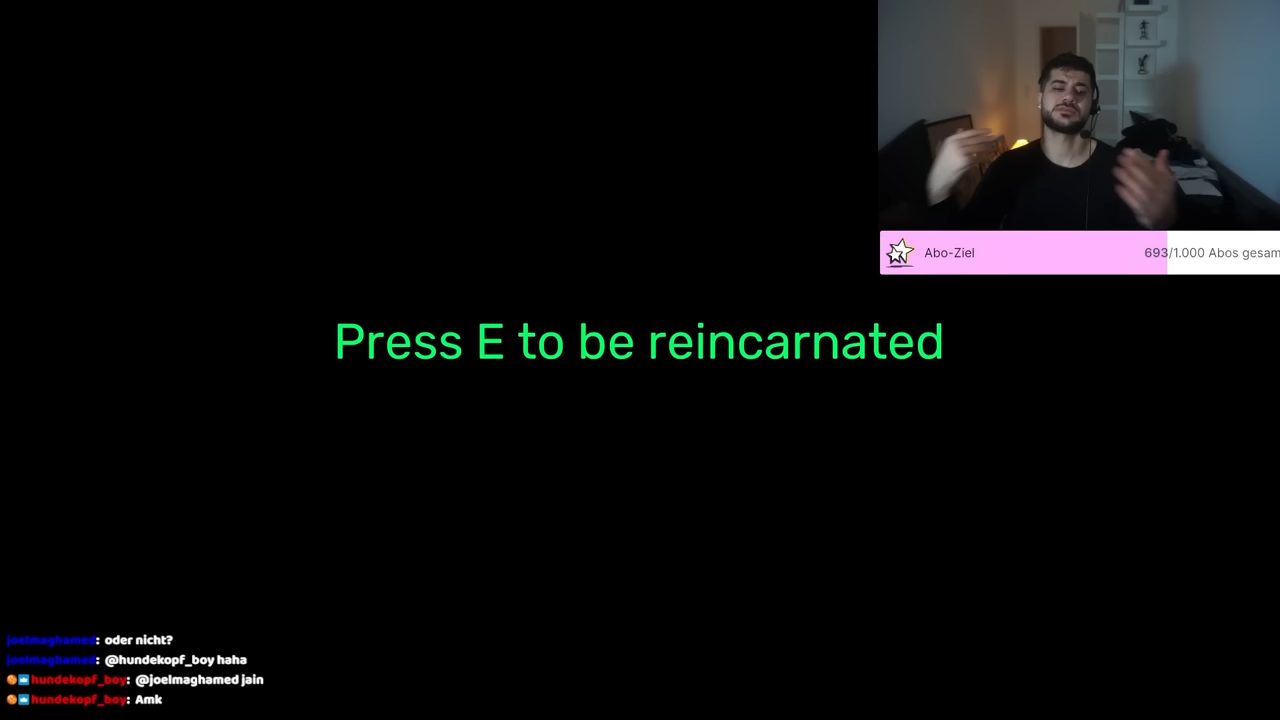 Abo-Ziel
693/1.000 Abos gesam
Press E to be reincarnated
joelmaghamed: oder nicht?
joelmaghamed: @hundekopf_boy haha
hundekopf_boy: @joelmaghamed jain
hundekopf_boy: Amk